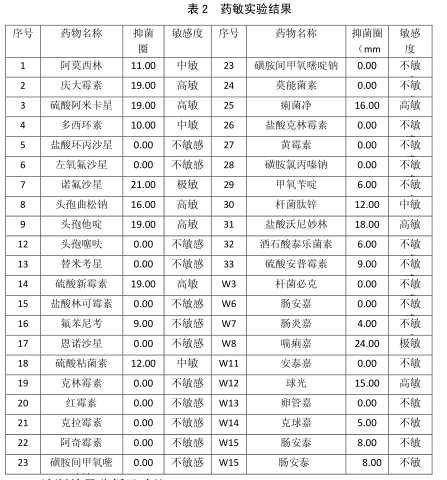 表 2 药敏实验结果
序号 药物名称 抑菌圈 敏感度 序号 药物名称 抑菌圈（mm 敏感度
1 阿莫西林 11.00 中敏 23 磺胺间甲氧嘧啶钠 0.00 不敏
2 庆大霉素 19.00 高敏 24 莫能菌素 0.00 不敏
3 硫酸阿米卡星 19.00 高敏 25 痢菌净 16.00 高敏
4 多西环素 10.00 中敏 26 盐酸克林霉素 0.00 不敏
5 盐酸环丙沙星 0.00 不敏感 27 黄霉素 0.00 不敏
6 左氧氟沙星 0.00 不敏感 28 磺胺氯丙嗪钠 0.00 不敏
7 诺氟沙星 21.00 极敏 29 甲氧苄啶 6.00 不敏
8 头孢曲松钠 16.00 高敏 30 杆菌肽锌 12.00 中敏
9 头孢他啶 19.00 高敏 31 盐酸沃尼妙林 18.00 高敏
12 头孢噻呋 0.00 不敏感 32 酒石酸泰乐菌素 6.00 不敏
13 替米考星 0.00 不敏感 33 硫酸安普霉素 9.00 不敏
14 硫酸新霉素 19.00 高敏 W3 杆菌必克 0.00 不敏
15 盐酸林可霉素 0.00 不敏感 W6 肠安嘉 0.00 不敏
16 氟苯尼考 9.00 不敏感 W7 肠炎嘉 4.00 不敏
17 恩诺沙星 0.00 不敏感 W8 喘痢嘉 24.00 极敏
18 硫酸粘菌素 12.00 中敏 W11 安泰嘉 0.00 不敏
19 克林霉素 0.00 不敏感 W12 球光 15.00 高敏
20 红霉素 0.00 不敏感 W13 卵管嘉 0.00 不敏
21 克拉霉素 0.00 不敏感 W14 克球嘉 5.00 不敏
22 阿奇霉素 0.00 不敏感 W15 肠安泰 8.00 不敏
23 磺胺间甲氧嘧 0.00 不敏感 W15 肠安泰 8.00 不敏